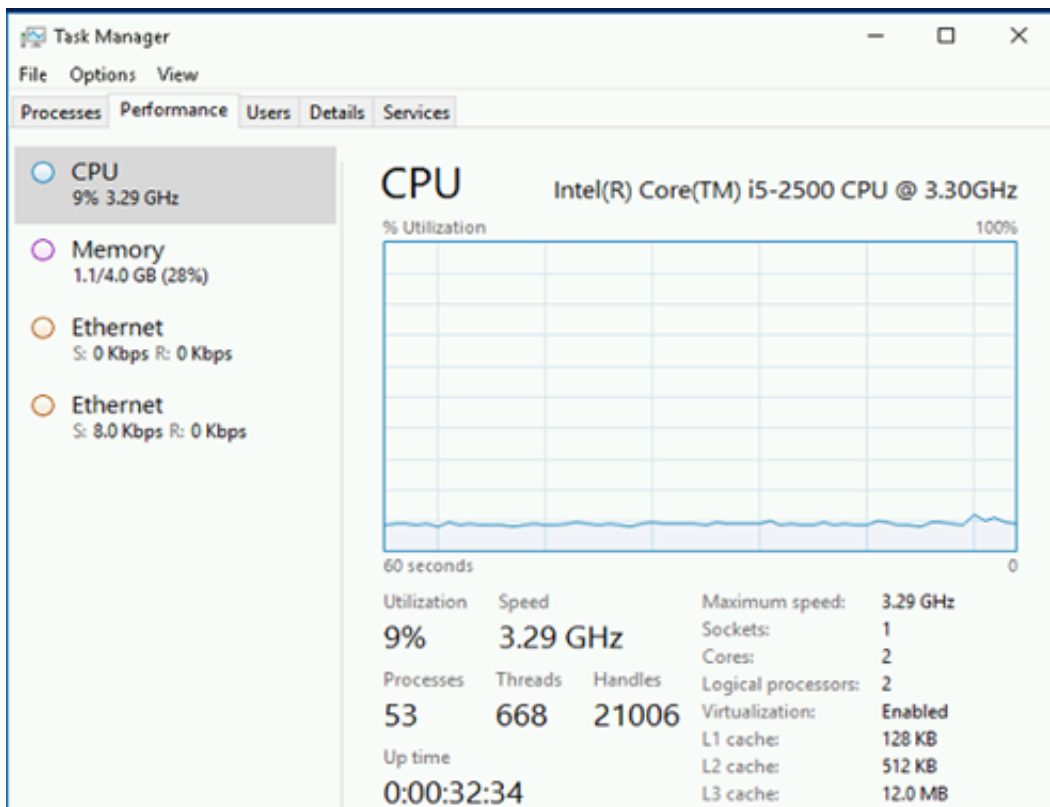 Task Manager
File Options View
Processes Performance Users Details Services
CPU
9% 3.29 GHz
Memory
1.1/4.0 GB (28%)
Ethernet
S: 0 Kbps R: 0 Kbps
Ethernet
S: 8.0 Kbps R: 0 Kbps
CPU Intel(R) Core(TM) i5-2500 CPU @ 3.30GHz
% Utilization 100%
60 seconds 0
Utilization Speed
9% 3.29 GHz
Processes Threads Handles
53 668 21006
Up time
0:00:32:34
Maximum speed: 3.29 GHz
Sockets: 1
Cores: 2
Logical processors: 2
Virtualization: Enabled
L1 cache: 128 KB
L2 cache: 512 KB
L3 cache: 12.0 MB